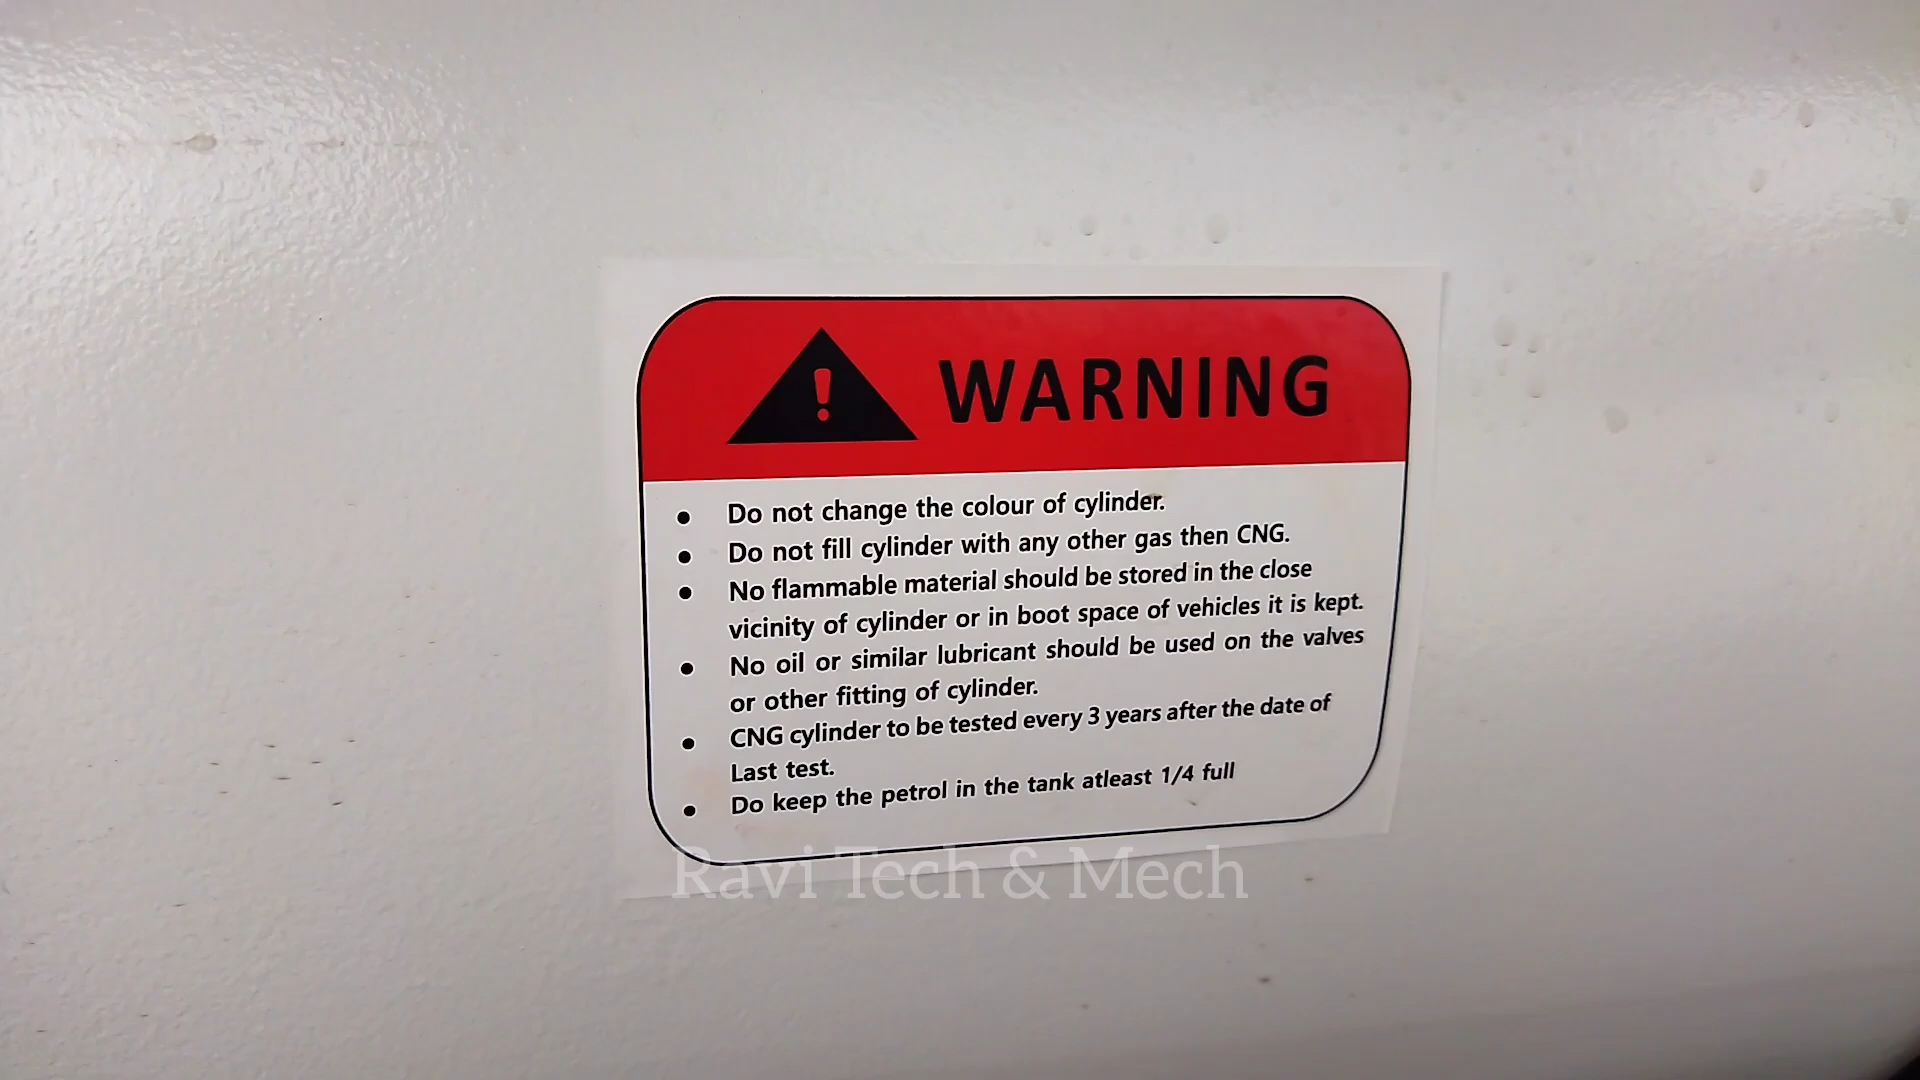 ! WARNING
• Do not change the colour of cylinder.
• Do not fill cylinder with any other gas then CNG.
• No flammable material should be stored in the close
vicinity of cylinder or in boot space of vehicles it is kept.
• No oil or similar lubricant should be used on the valves
or other fitting of cylinder.
• CNG cylinder to be tested every 3 years after the date of
Last test.
• Do keep the petrol in the tank atleast 1/4 full
Ravi Tech & Mech